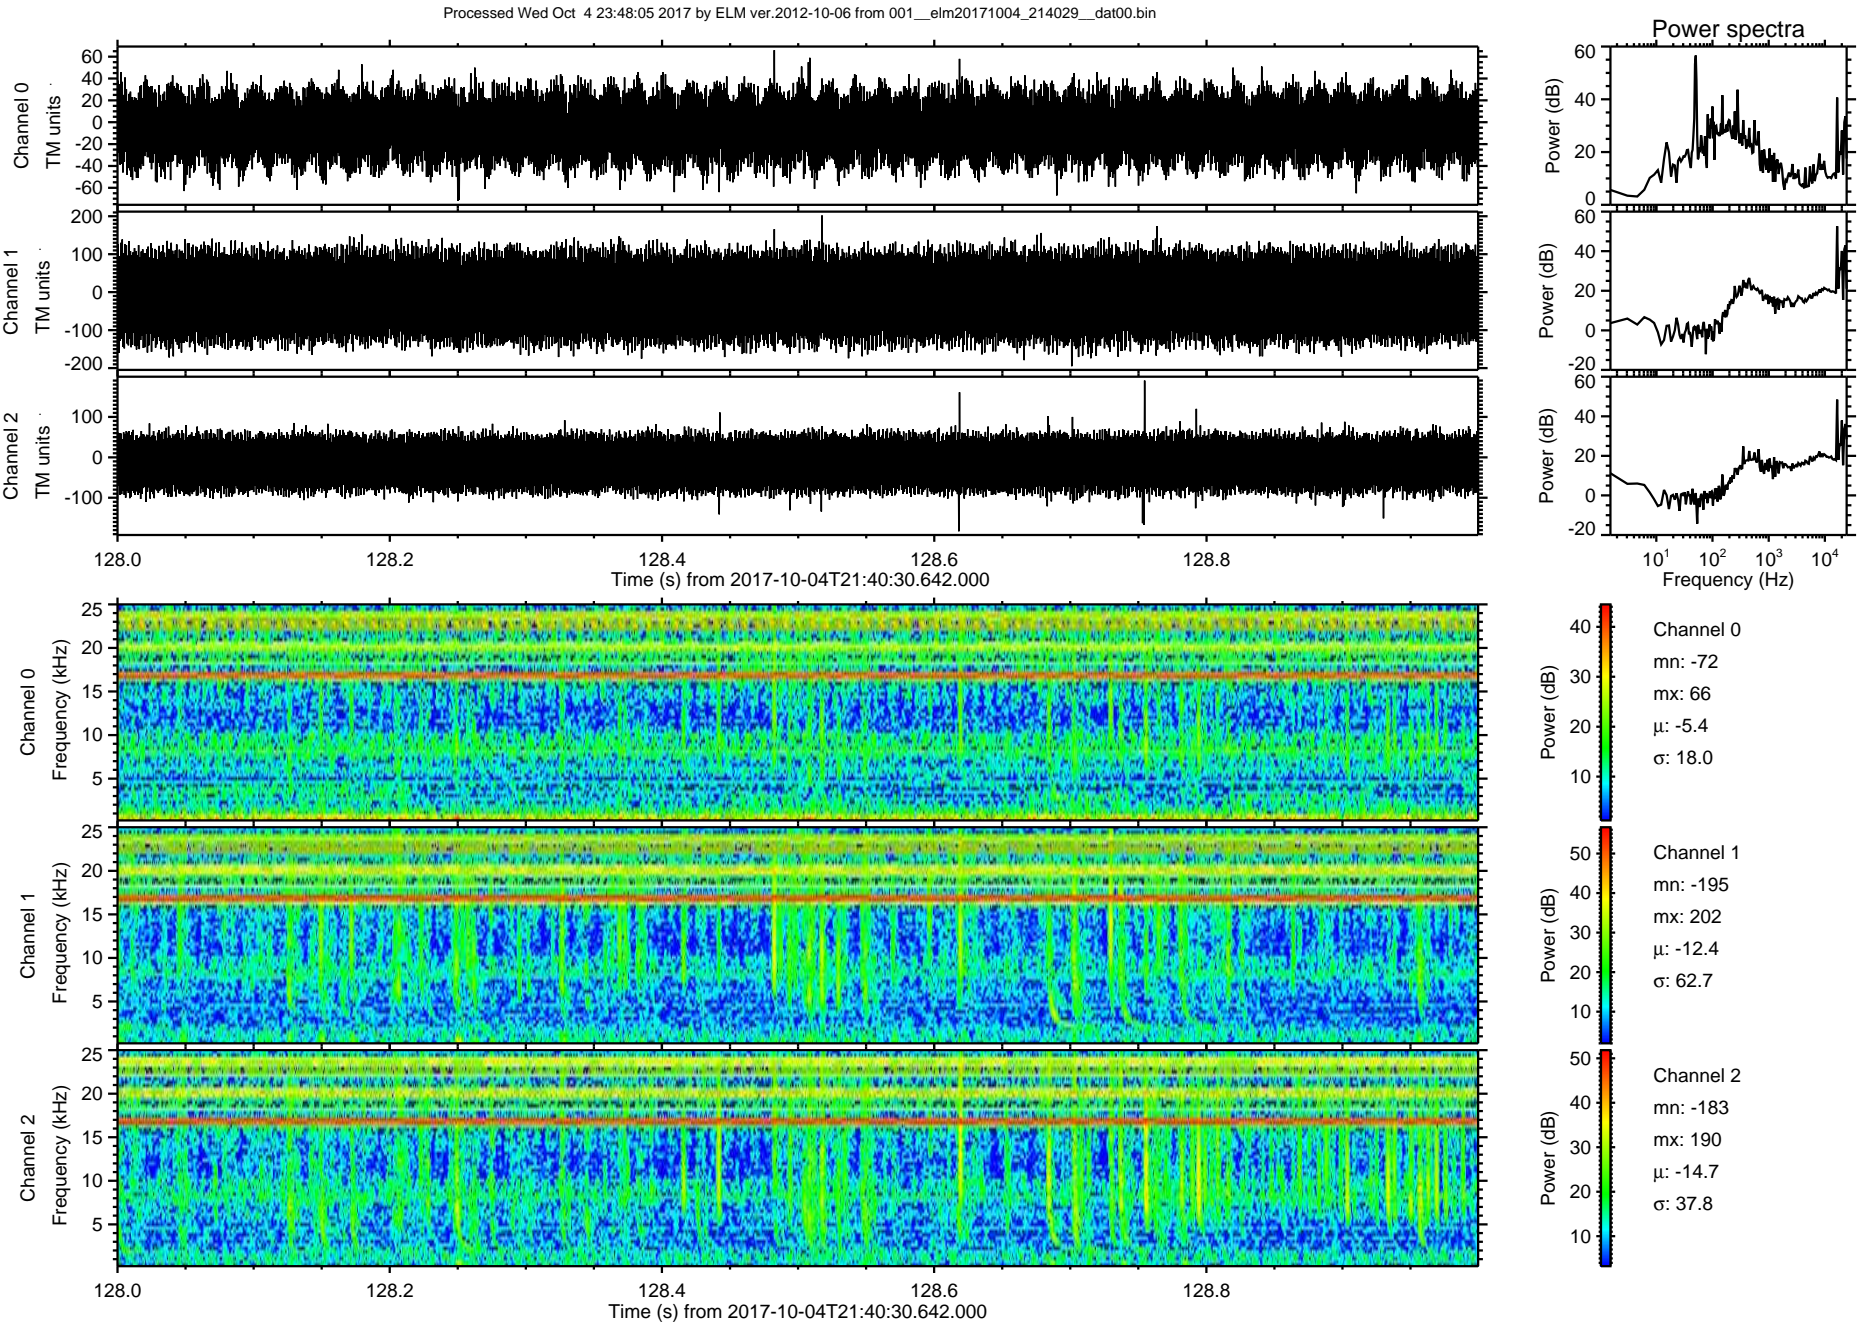 Processed Wed Oct  4 23:48:05 2017 by ELM ver.2012-10-06 from 001__elm20171004_214029__dat00.bin
Power spectra
Channel 0
TM units
60
40
20
0
-20
-40
-60
Power (dB)
60
40
20
0
Channel 1
TM units
200
100
0
-100
-200
Power (dB)
60
40
20
0
-20
Channel 2
TM units
100
0
-100
Power (dB)
60
40
20
0
-20
128.0 128.2 128.4 128.6 128.8
Time (s) from 2017-10-04T21:40:30.642.000
10^1 10^2 10^3 10^4
Frequency (Hz)
Channel 0
Frequency (kHz)
25
20
15
10
5
Power (dB)
40
30
20
10
Channel 0
mn: -72
mx: 66
μ: -5.4
σ: 18.0
Channel 1
Frequency (kHz)
25
20
15
10
5
Power (dB)
50
40
30
20
10
Channel 1
mn: -195
mx: 202
μ: -12.4
σ: 62.7
Channel 2
Frequency (kHz)
25
20
15
10
5
Power (dB)
50
40
30
20
10
Channel 2
mn: -183
mx: 190
μ: -14.7
σ: 37.8
128.0 128.2 128.4 128.6 128.8
Time (s) from 2017-10-04T21:40:30.642.000